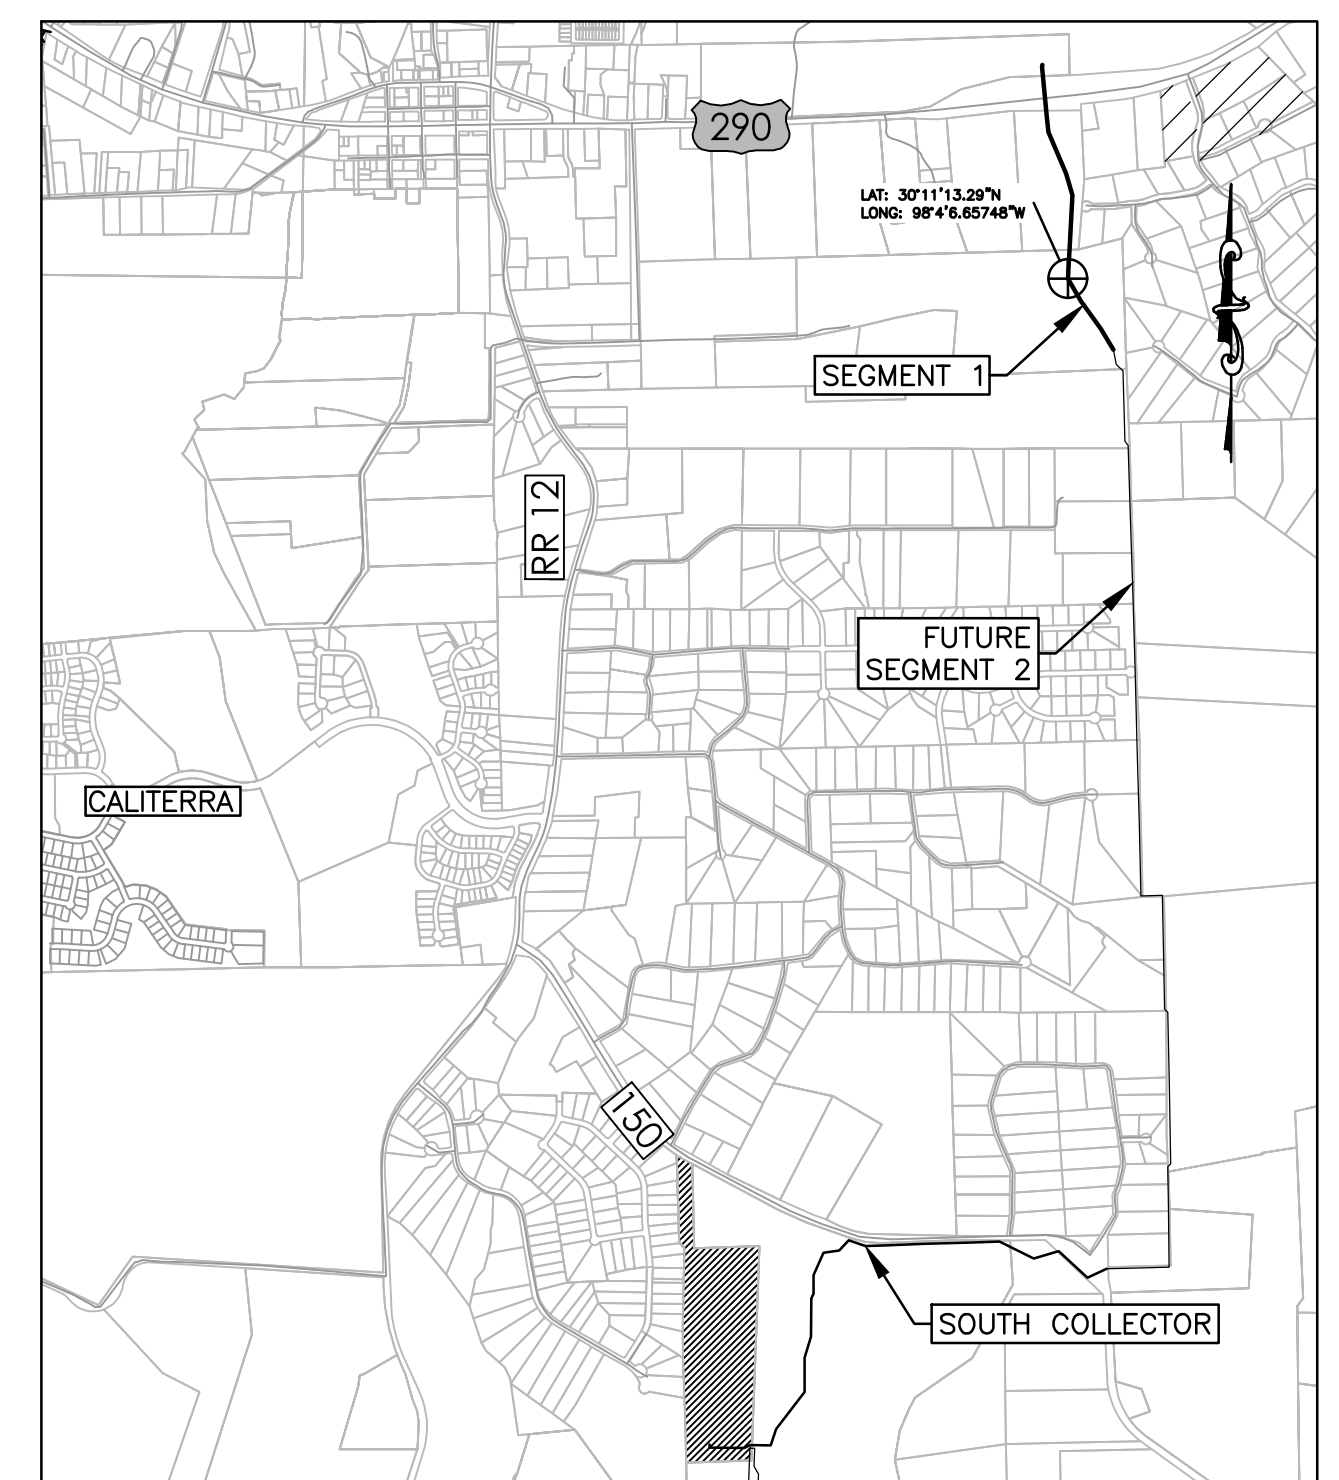 290
LAT: 30°11'13.29"N
LONG: 98°4'6.65748"W
SEGMENT 1
RR 12
FUTURE
SEGMENT 2
CALITERRA
150
SOUTH COLLECTOR